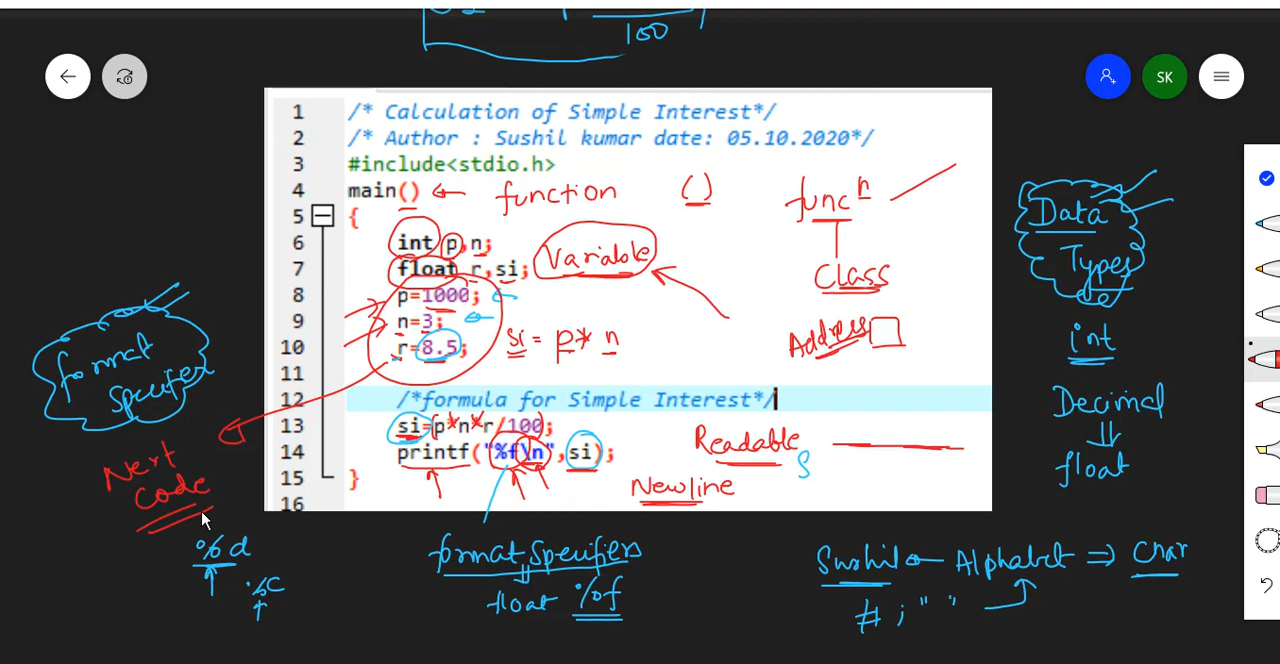 100
SK
1 /* Calculation of Simple Interest*/
2 /* Author : Sushil kumar date: 05.10.2020*/
3 #include<stdio.h>
4 main() ← function () funcⁿ
5 {
6 int p,n;
7 float r,si; Variable
Class
8 p=1000;
9 n=3;
10 r=8.5; si = p* n
Address
11
12 /*formula for Simple Interest*/
13 si=p*n*r/100;
14 printf("%f\n",si); Readable
S
15 } Newline
16
Data
Types
int
Decimal
⇓
float
format
Specifier
Next
Code
%d
%c
format Specifiers
float %f
Sushil ← Alphabet ⇒ Char
# ; " "